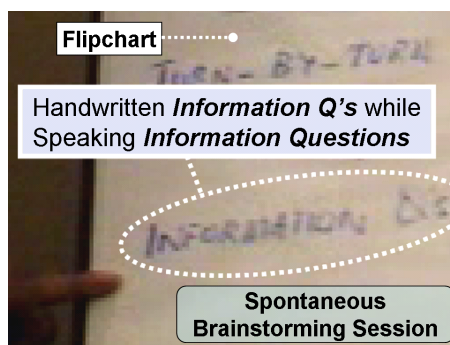 Flipchart
TURN-BY-TURN
Handwritten Information Q's while
Speaking Information Questions
INFORMATION
Spontaneous
Brainstorming Session